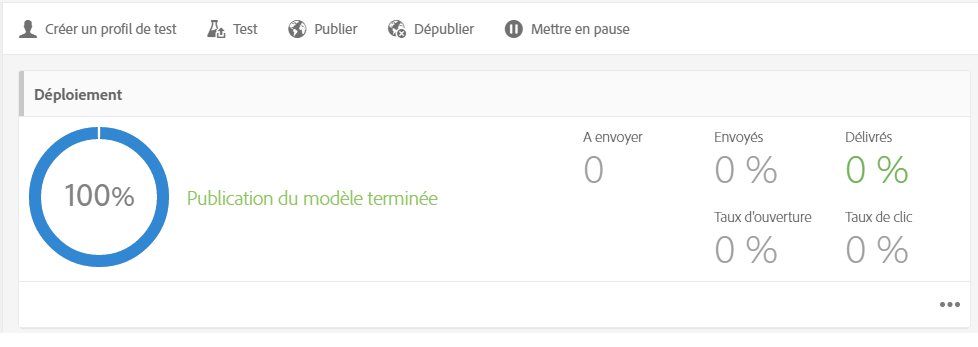 Créer un profil de test Test Publier Dépublier Mettre en pause
Déploiement
100%
Publication du modèle terminée
A envoyer Envoyés Délivrés
0 0 % 0 %
Taux d'ouverture Taux de clic
0 % 0 %